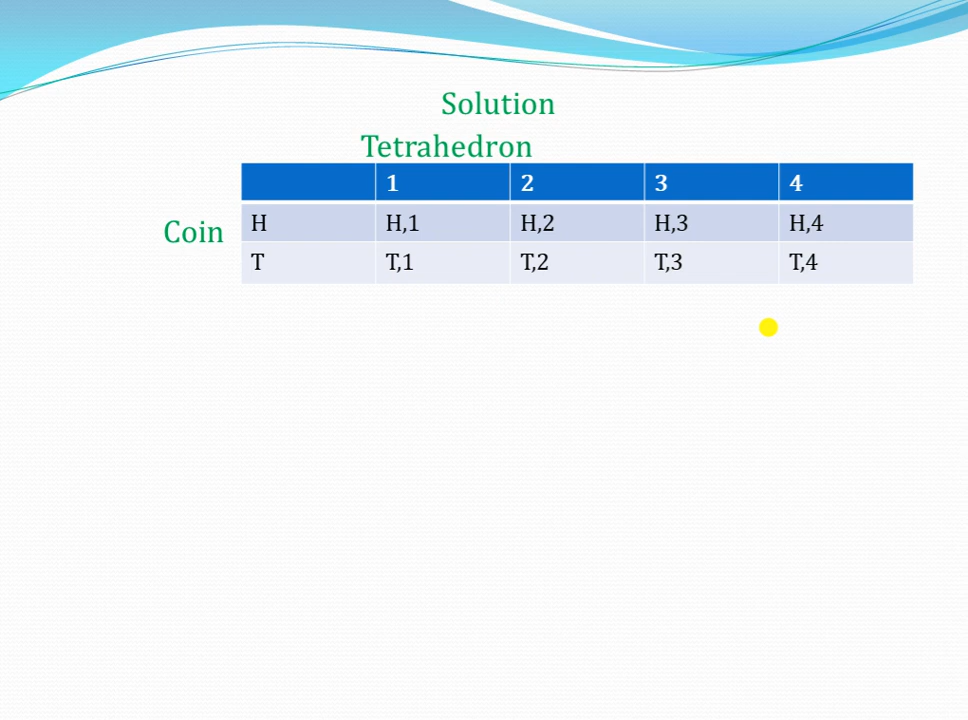 Solution
Tetrahedron
1 2 3 4
Coin
H H,1 H,2 H,3 H,4
T T,1 T,2 T,3 T,4